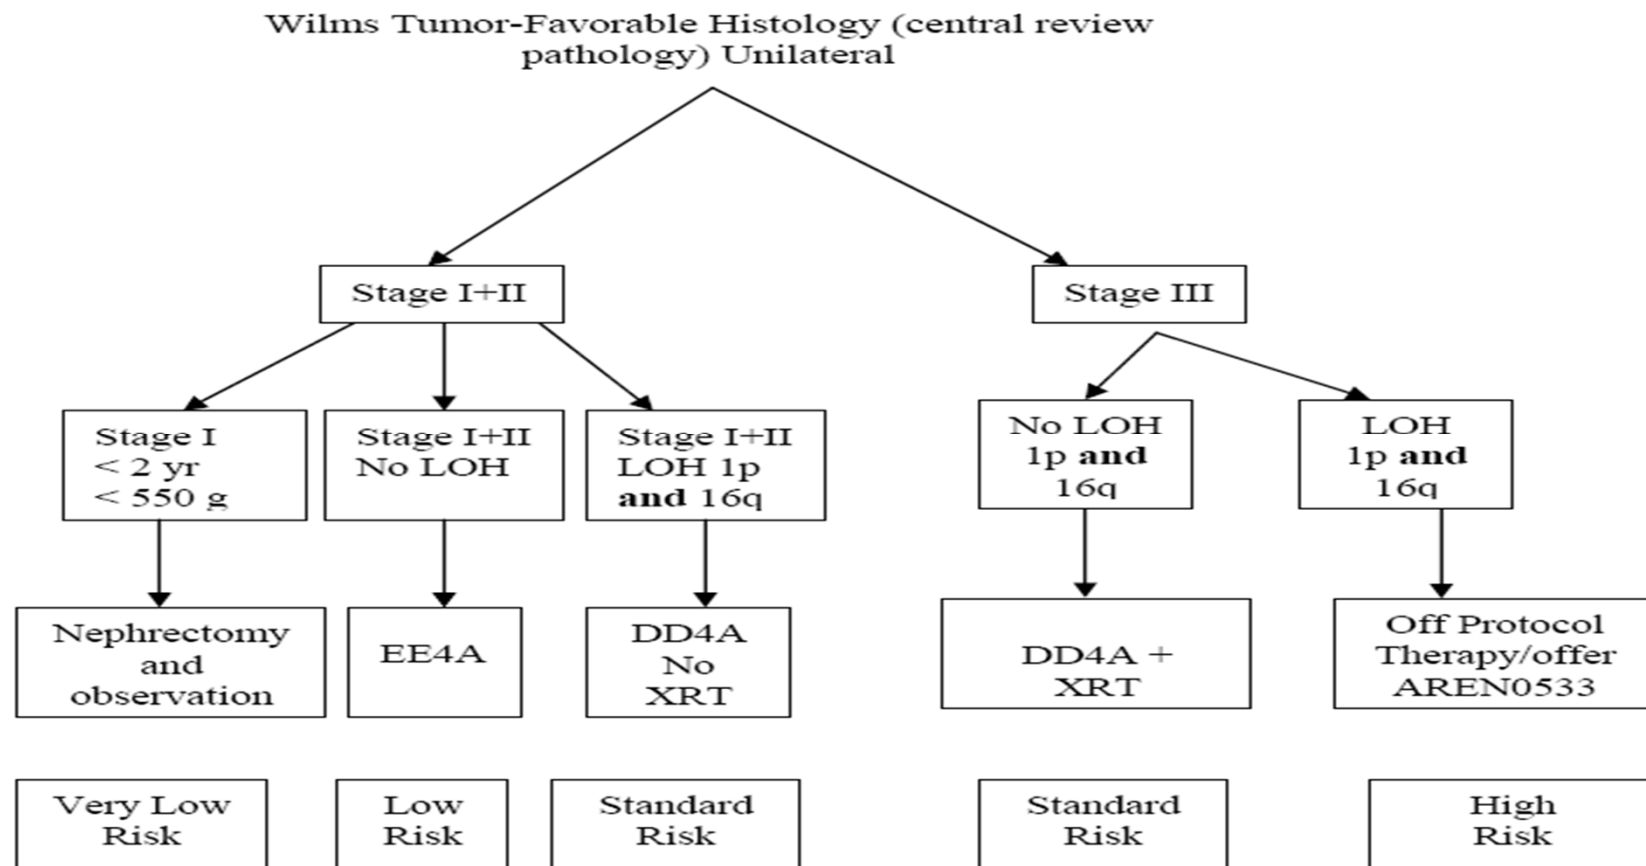 Wilms Tumor-Favorable Histology (central review
pathology) Unilateral
Stage I+II
Stage III
Stage I
< 2 yr
< 550 g
Stage I+II
No LOH
Stage I+II
LOH 1p
and 16q
No LOH
1p and
16q
LOH
1p and
16q
Nephrectomy
and
observation
EE4A
DD4A
No
XRT
DD4A +
XRT
Off Protocol
Therapy/offer
AREN0533
Very Low
Risk
Low
Risk
Standard
Risk
Standard
Risk
High
Risk